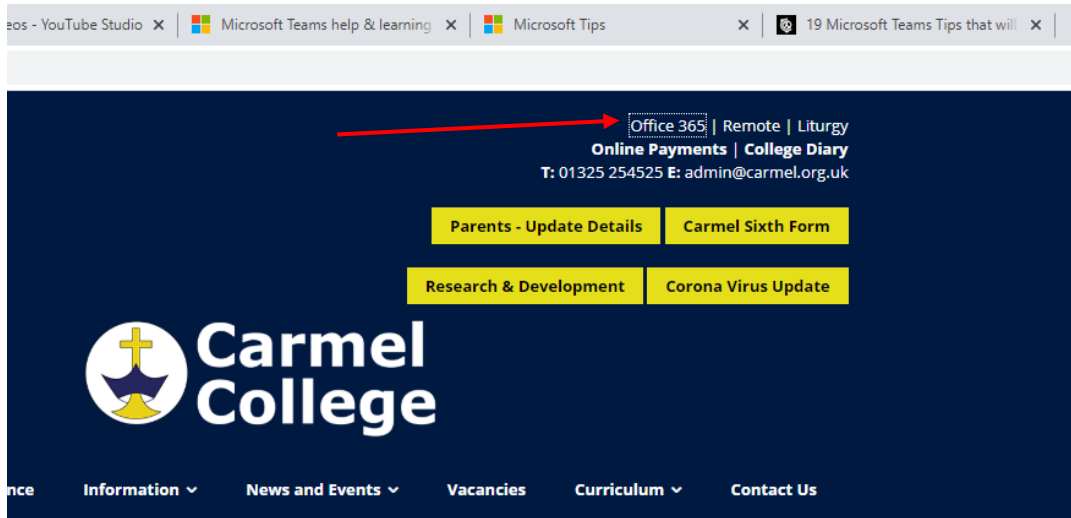 eos - YouTube Studio Microsoft Teams help & learning Microsoft Tips 19 Microsoft Teams Tips that will
Office 365 | Remote | Liturgy
Online Payments | College Diary
T: 01325 254525 E: admin@carmel.org.uk
Parents - Update Details Carmel Sixth Form
Research & Development Corona Virus Update
Carmel
College
nce Information News and Events Vacancies Curriculum Contact Us